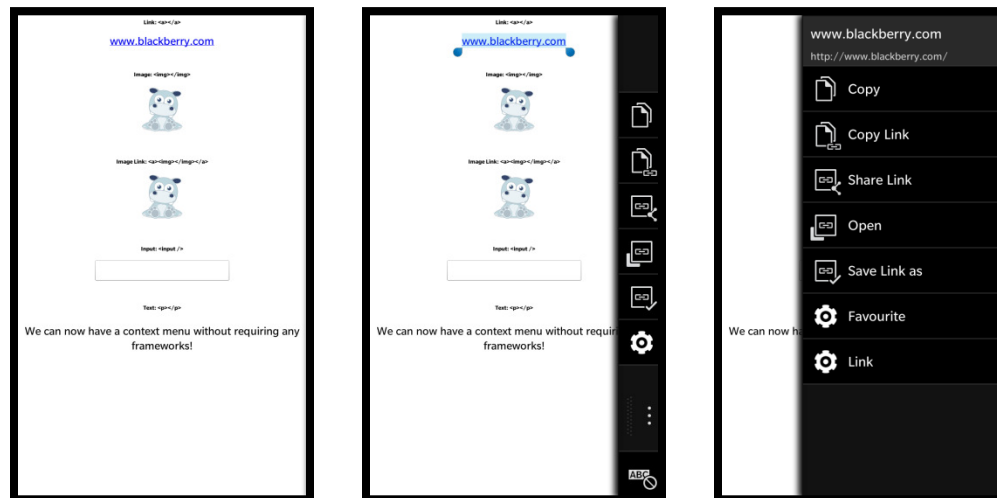 Link: <a></a>
www.blackberry.com
Image: <img></img>
Image Link: <a><img></img></a>
Input: <input />
Text: <p></p>
We can now have a context menu without requiring any
frameworks!
Link: <a></a>
www.blackberry.com
Image: <img></img>
Image Link: <a><img></img></a>
Input: <input />
Text: <p></p>
We can now have a context menu without requiri
frameworks!
ABC
We can now ha
www.blackberry.com
http://www.blackberry.com/
Copy
Copy Link
Share Link
Open
Save Link as
Favourite
Link